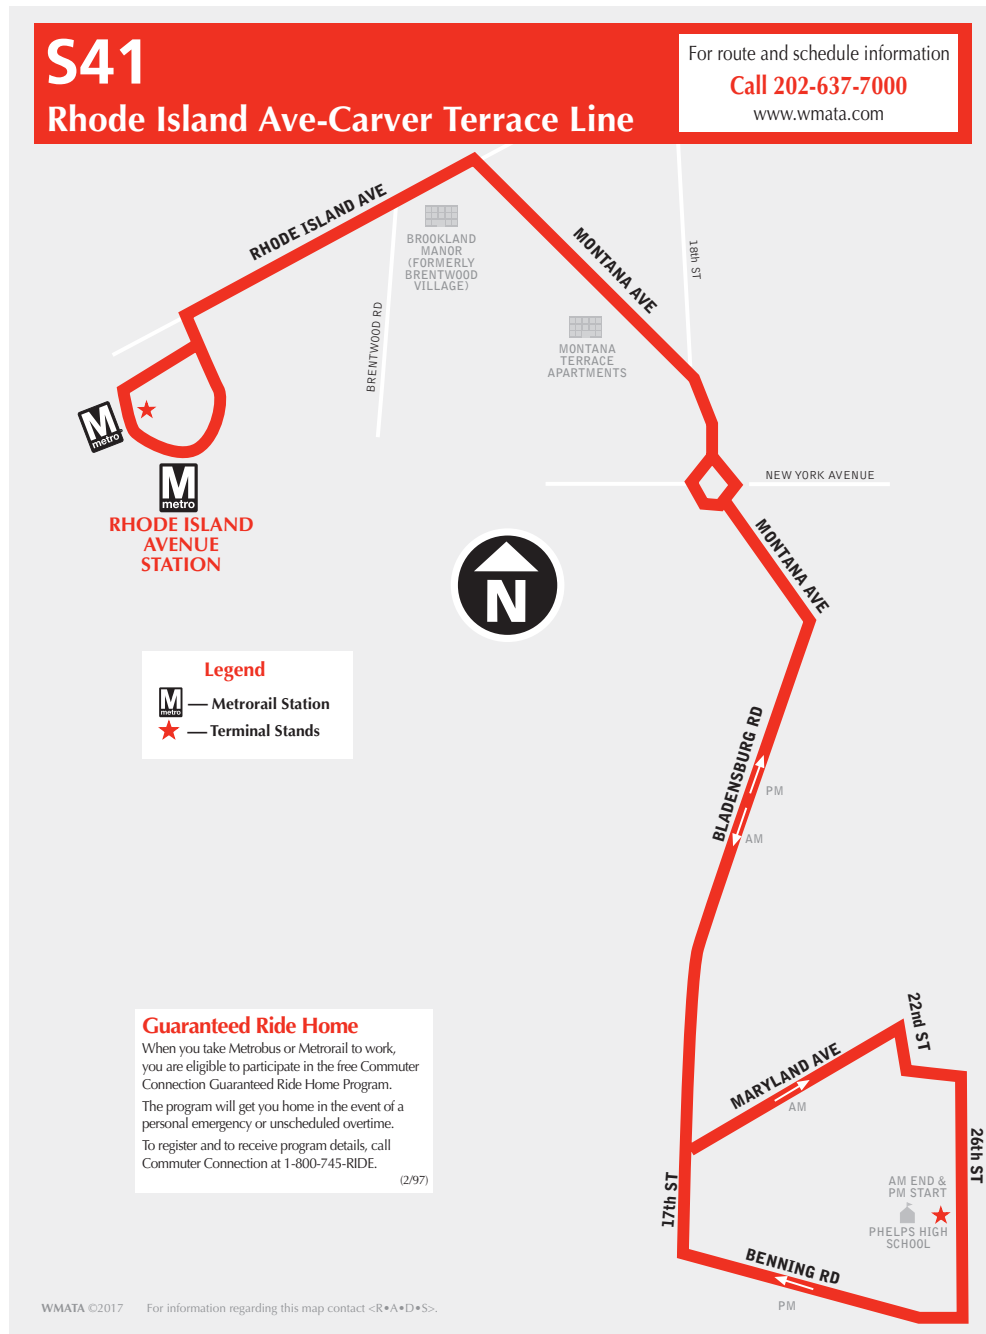 S41
Rhode Island Ave-Carver Terrace Line
For route and schedule information
Call 202-637-7000
www.wmata.com
RHODE ISLAND AVE
BROOKLAND
MANOR
(FORMERLY
BRENTWOOD
VILLAGE)
MONTANA AVE
18th ST
BRENTWOOD RD
MONTANA
TERRACE
APARTMENTS
M
metro
M
metro
RHODE ISLAND
AVENUE
STATION
NEW YORK AVENUE
MONTANA AVE
N
Legend
M
metro
— Metrorail Station
— Terminal Stands
BLADENSBURG RD
PM
AM
22nd ST
MARYLAND AVE
AM
26th ST
17th ST
AM END &
PM START
PHELPS HIGH
SCHOOL
BENNING RD
PM
Guaranteed Ride Home
When you take Metrobus or Metrorail to work,
you are eligible to participate in the free Commuter
Connection Guaranteed Ride Home Program.
The program will get you home in the event of a
personal emergency or unscheduled overtime.
To register and to receive program details, call
Commuter Connection at 1-800-745-RIDE.
(2/97)
WMATA ©2017 For information regarding this map contact <R•A•D•S>.